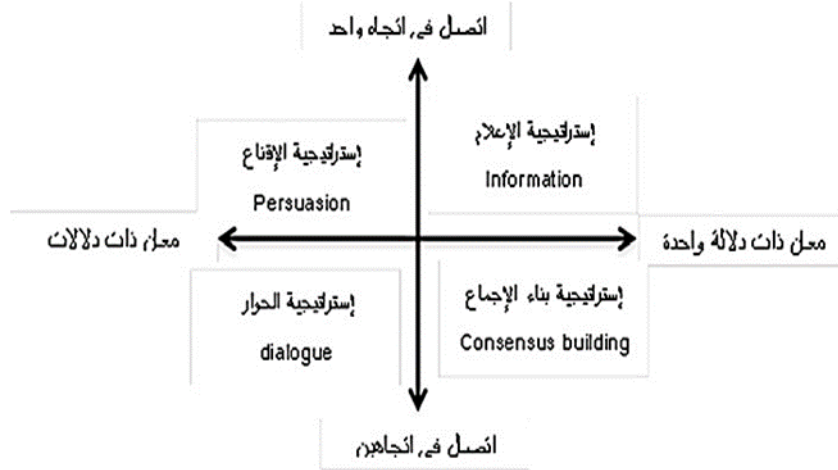 اتصال في اتجاه واحد
إستراتيجية الإعلام
Information
إستراتيجية الإقناع
Persuasion
معان ذات دلالة واحدة
معان ذات دلالات
إستراتيجية بناء الإجماع
Consensus building
إستراتيجية الحوار
dialogue
اتصال في اتجاهين